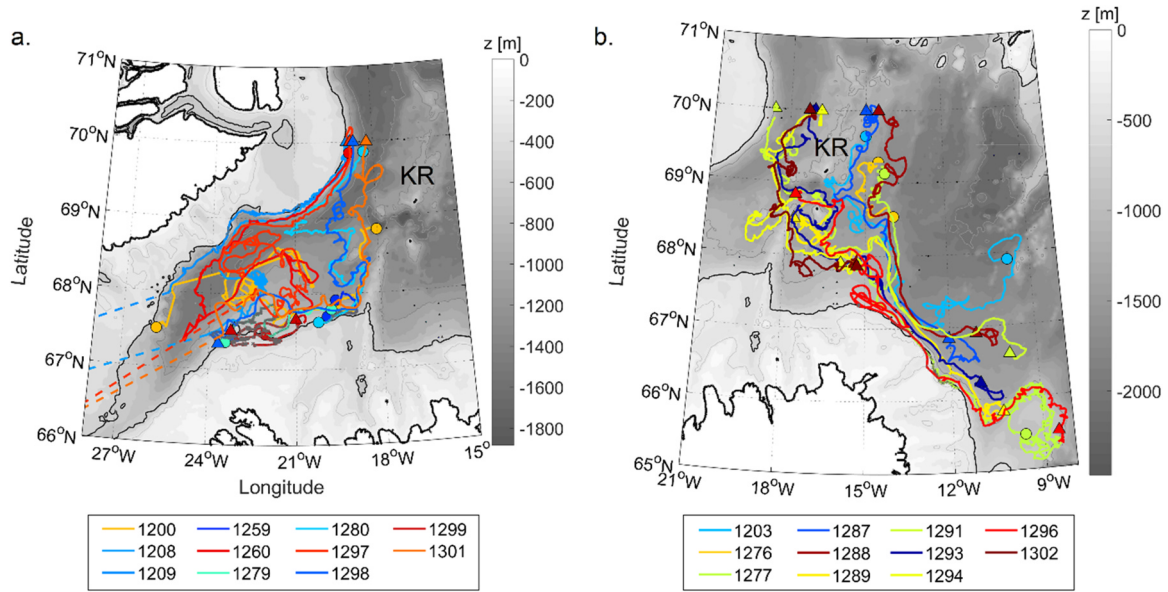 a.
z [m]
71°N
70°N
69°N
68°N
67°N
66°N
Latitude
KR
27°W
24°W
21°W
18°W
15°W
Longitude
0
-200
-400
-600
-800
-1000
-1200
-1400
-1600
-1800
1200 1259 1280 1299
1208 1260 1297 1301
1209 1279 1298
b.
z [m]
71°N
70°N
69°N
68°N
67°N
66°N
65°N
Latitude
KR
21°W
18°W
15°W
12°W
9°W
0
-500
-1000
-1500
-2000
1203 1287 1291 1296
1276 1288 1293 1302
1277 1289 1294